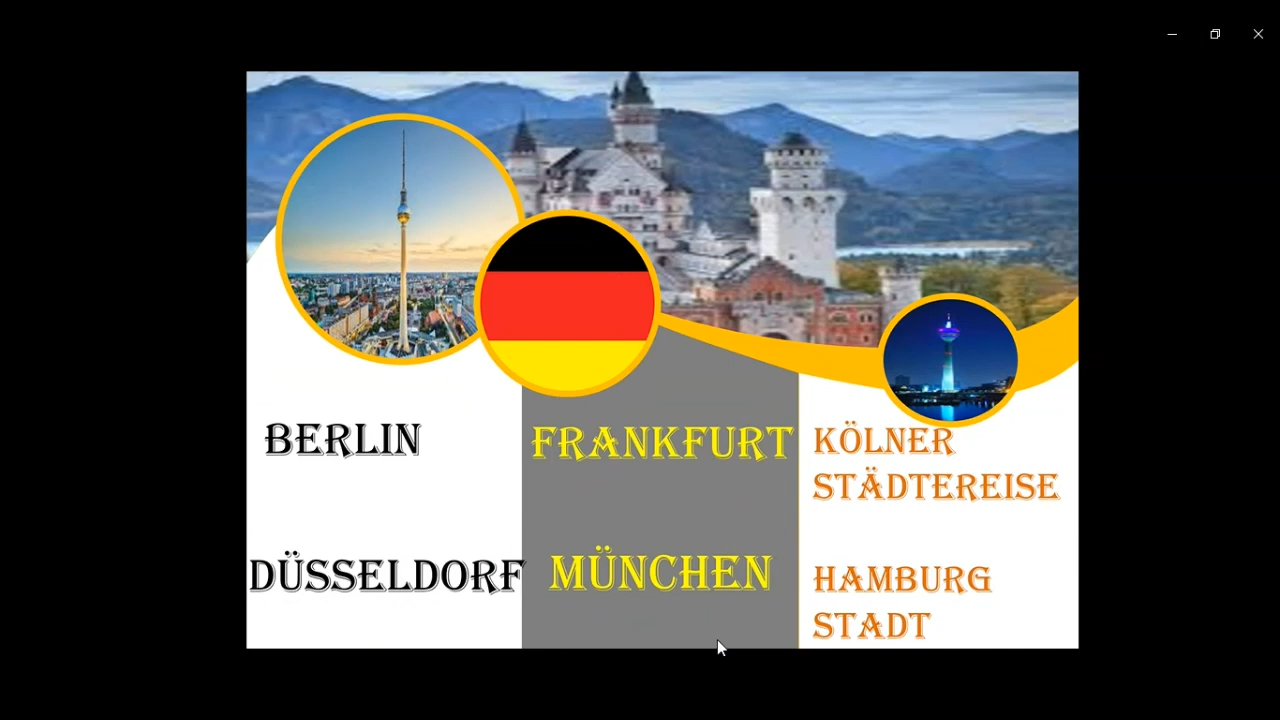 BERLIN
DÜSSELDORF
FRANKFURT
MÜNCHEN
KÖLNER
STÄDTEREISE
HAMBURG
STADT